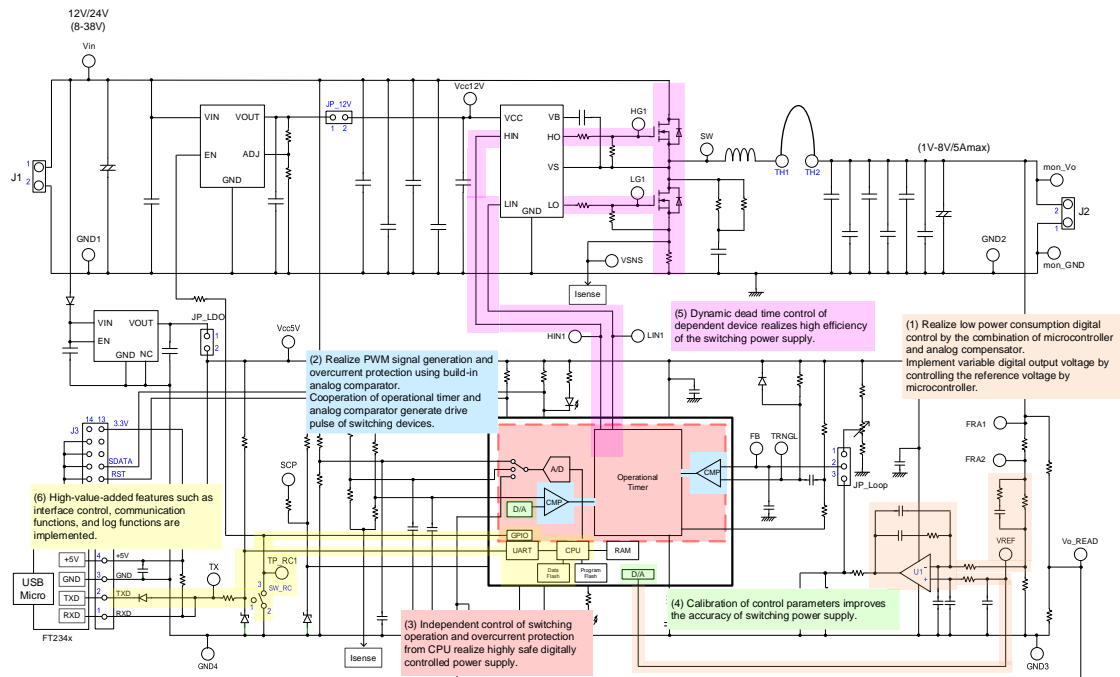 12V/24V
(8-38V)
Vin
J1
1
2
GND1
VIN
VOUT
EN
ADJ
GND
JP_12V
1 2
Vcc12V
VCC
VB
HIN
HO
VS
LIN
LO
GND
HG1
LG1
SW
TH1
TH2
(1V-8V/5Amax)
mon_Vo
2
J2
1
mon_GND
GND2
VSNS
Isense
HIN1
LIN1
VIN
VOUT
EN
GND NC
JP_LDO
1
2
Vcc5V
(5) Dynamic dead time control of
dependent device realizes high efficiency
of the switching power supply.
(1) Realize low power consumption digital
control by the combination of microcontroller
and analog compensator.
Implement variable digital output voltage by
controlling the reference voltage by
microcontroller.
(2) Realize PWM signal generation and
overcurrent protection using build-in
analog comparator.
Cooperation of operational timer and
analog comparator generate drive
pulse of switching devices.
14 13
J3
3.3V
SDATA
RST
(6) High-value-added features such as
interface control, communication
functions, and log functions are
implemented.
SCP
A/D
CMP
D/A
Operational
Timer
CMP
GPIO
UART
CPU
RAM
Data
Flash
Program
Flash
D/A
FB
TRNGL
1
2
3
JP_Loop
FRA1
FRA2
VREF
U1
-
+
Vo_READ
USB
Micro
+5V
GND
TXD
RXD
4
3
2
1
+5V
GND
TXD
RXD
FT234x
TX
TP_RC1
SW_RC
3
1
2
GND4
Isense
(3) Independent control of switching
operation and overcurrent protection
from CPU realize highly safe digitally
controlled power supply.
(4) Calibration of control parameters improves
the accuracy of switching power supply.
GND3